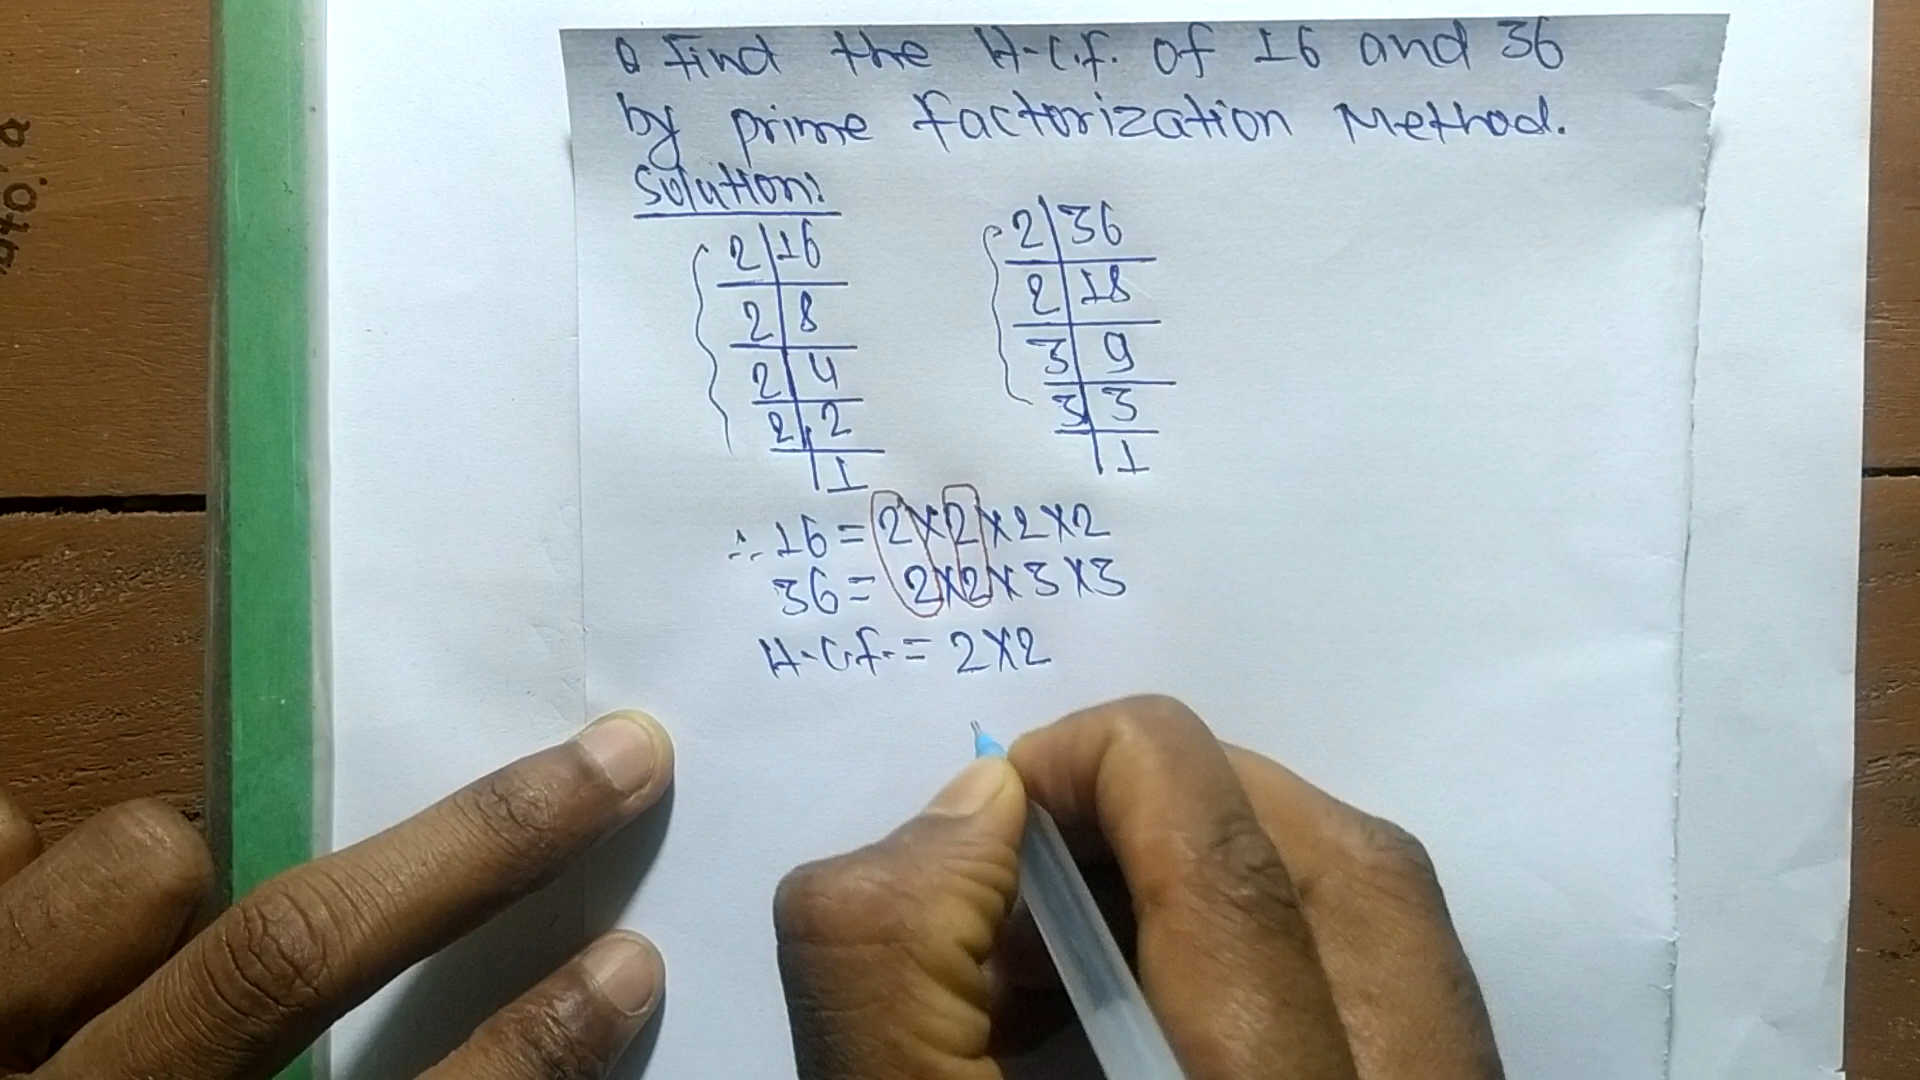 Q Find the H.C.F. of 16 and 36
by prime factorization Method.
Solution:
2 16
2 8
2 4
2 2
1
2 36
2 18
3 9
3 3
1
∴ 16 = 2×2×2×2
36 = 2×2×3×3
H.C.F. = 2×2